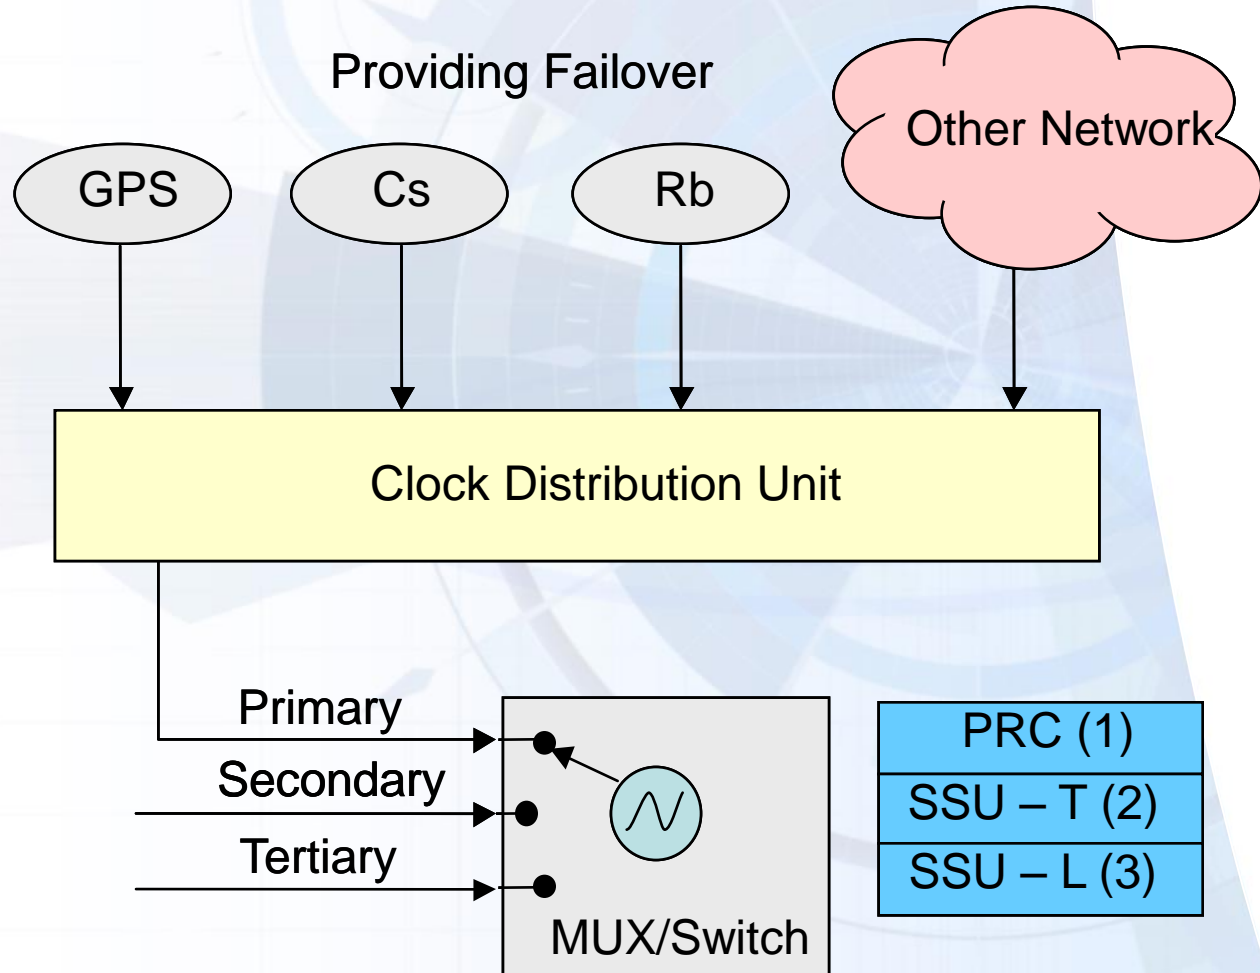 Providing Failover
Other Network
GPS
Cs
Rb
Clock Distribution Unit
Primary
Secondary
Tertiary
MUX/Switch
PRC (1)
SSU – T (2)
SSU – L (3)